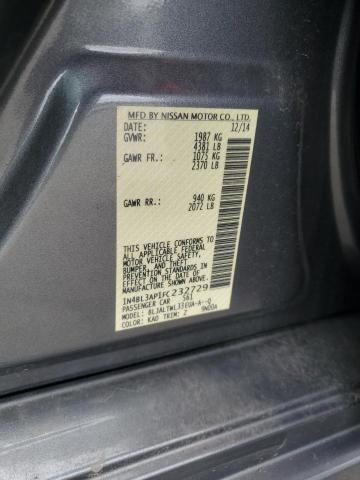 MFD BY NISSAN MOTOR CO., LTD.
DATE: 12/14
GVWR: 1987 KG
4381 LB
GAWR FR: 1075 KG
2370 LB
GAWR RR: 940 KG
2072 LB
THIS VEHICLE CONFORMS TO ALL
APPLICABLE FEDERAL MOTOR VEHICLE SAFETY,
BUMPER, AND THEFT PREVENTION
STANDARDS IN EFFECT ON THE DATE OF
MANUFACTURE SHOWN ABOVE.
1N4BL3AP1FC232729
PASSENGER CAR 561
MODEL: BLJALTWL33EUA-A--Q
COLOR: KAD TRIM: Z 9N00A